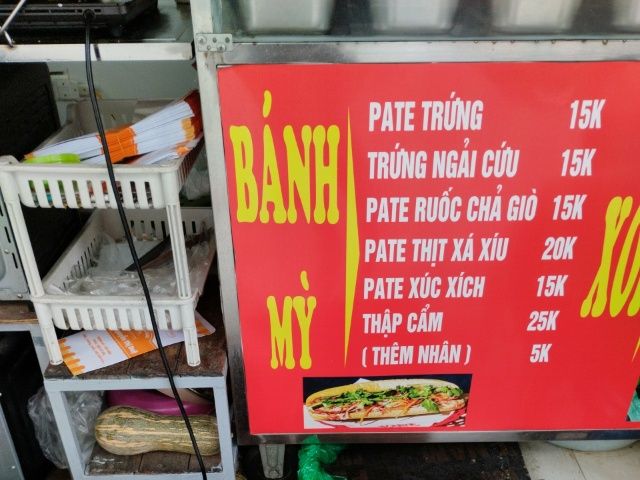 BÁNH
MỲ
PATE TRỨNG 15K
TRỨNG NGẢI CỨU 15K
PATE RUỐC CHẢ GIÒ 15K
PATE THỊT XÁ XÍU 20K
PATE XÚC XÍCH 15K
THẬP CẨM 25K
( THÊM NHÂN ) 5K